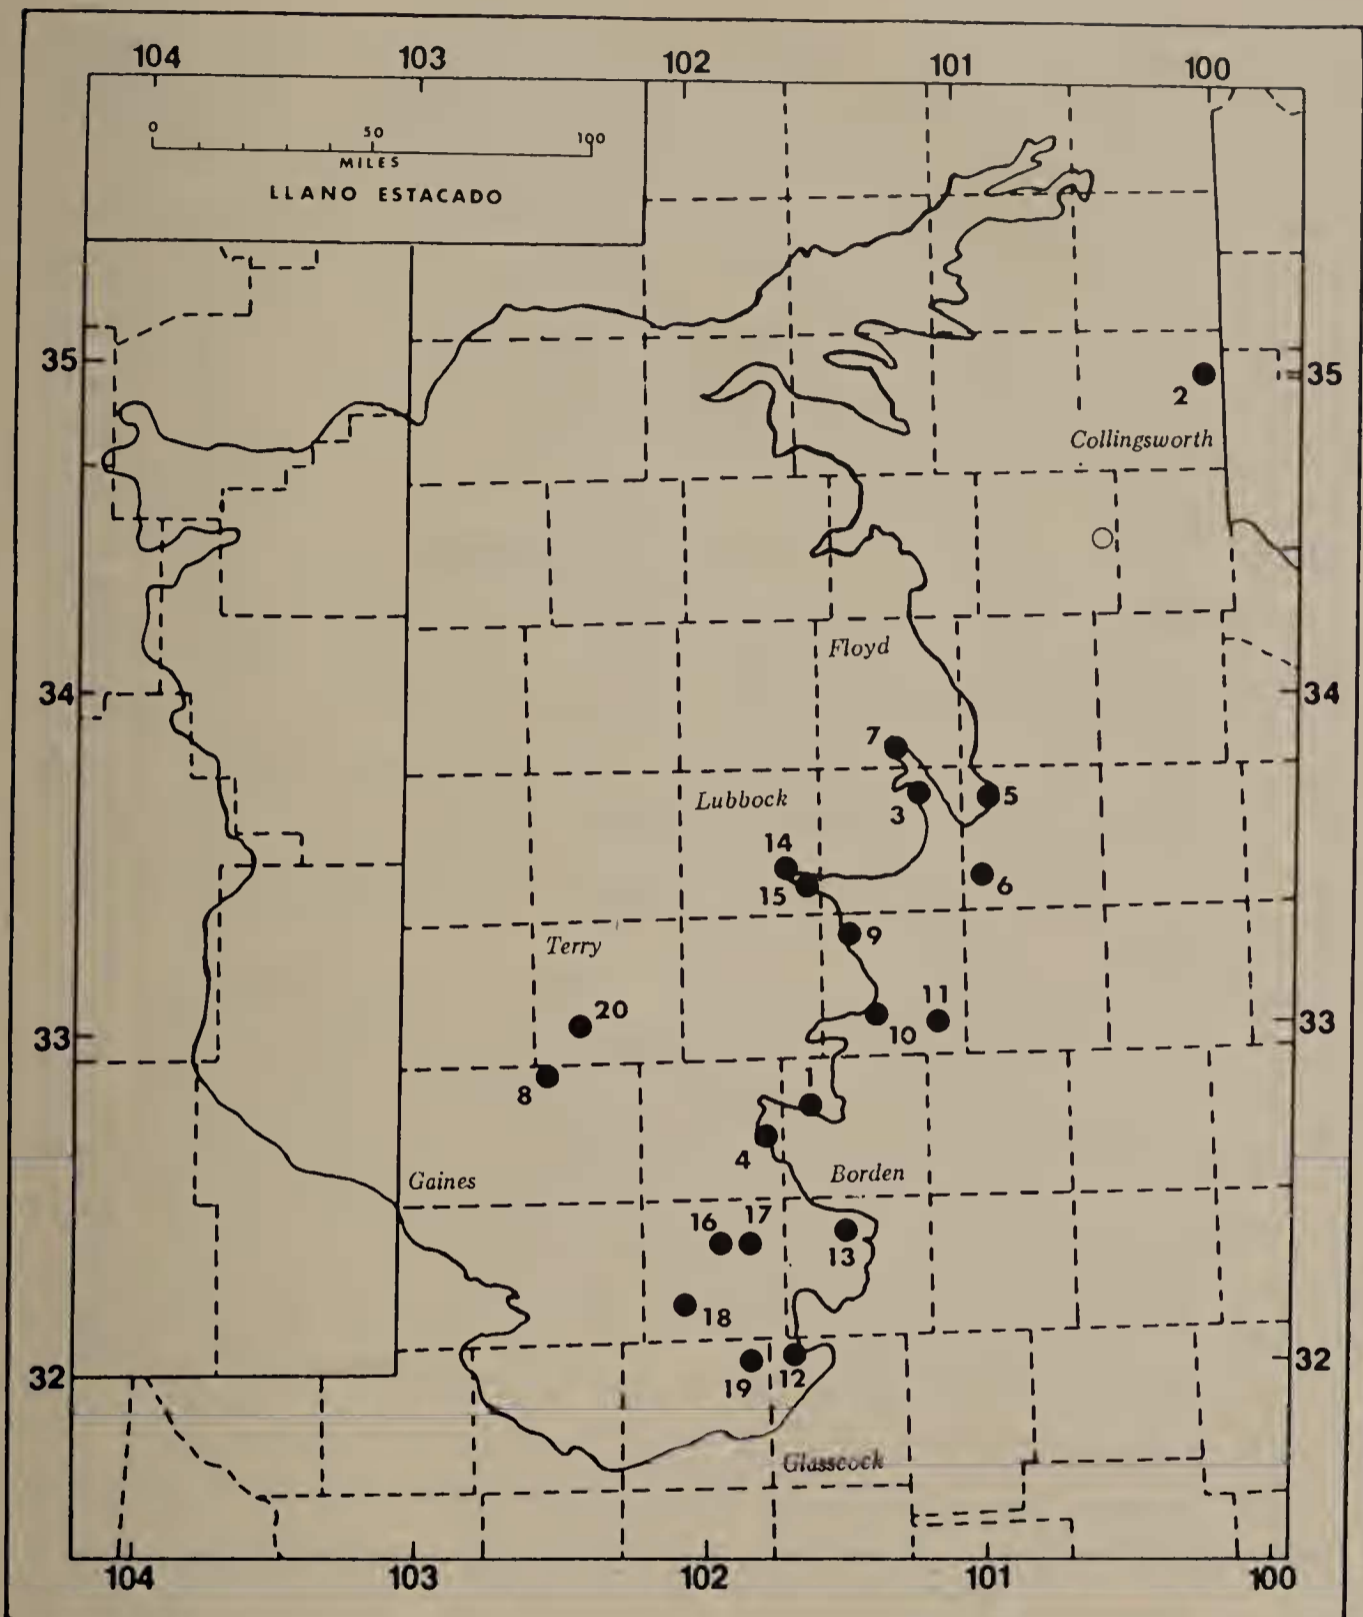 104 103 102 101 100
0 50 100
MILES
LLANO ESTACADO
35 35
2
Collingsworth
Floyd
34 34
7
Lubbock 3 5
14
15 6
Terry 9
20 11
33 10 33
8 1
4
Gaines Borden
16 17
13
18
32 19 12 32
Glasscock
104 103 102 101 100